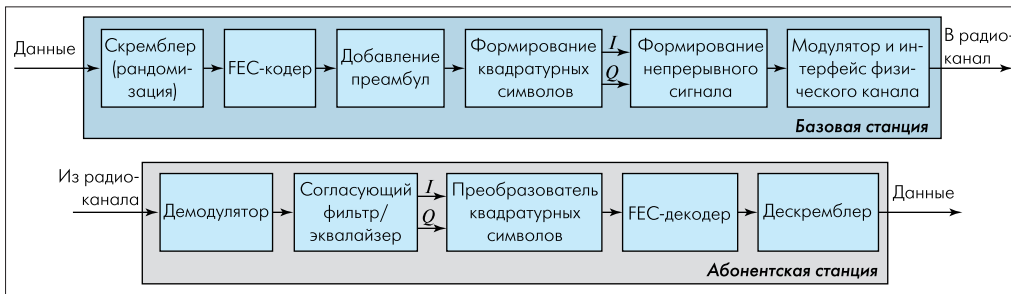 Данные
Скремблер
(рандоми-
зация)
FEC-кодер
Добавление
преамбул
Формирование
квадратурных
символов
I
Q
Формирование
непрерывного
сигнала
Модулятор и ин-
терфейс физи-
ческого канала
В радио-
канал
Базовая станция
Из радио-
канала
Демодулятор
Согласующий
фильтр/
эквалайзер
I
Q
Преобразователь
квадратурных
символов
FEC-декодер
Дескремблер
Данные
Абонентская станция